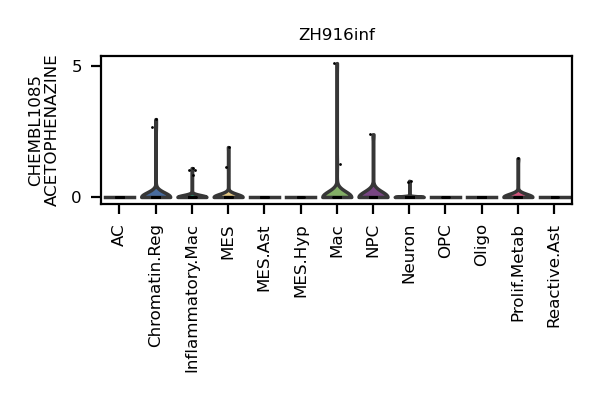 ZH916inf
CHEMBL1085
ACETOPHENAZINE
5
0
AC
Chromatin.Reg
Inflammatory.Mac
MES
MES.Ast
MES.Hyp
Mac
NPC
Neuron
OPC
Oligo
Prolif.Metab
Reactive.Ast